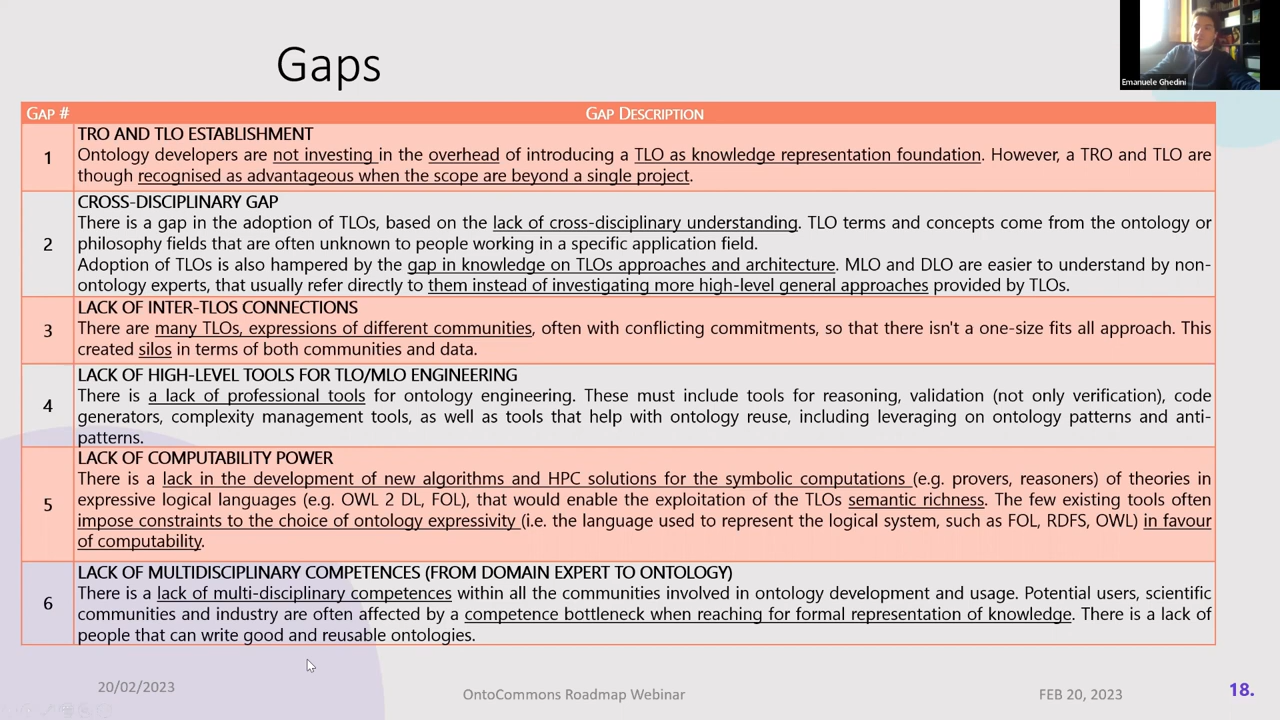 Gaps
Emanuele Ghedini
GAP # GAP DESCRIPTION
TRO AND TLO ESTABLISHMENT
1
Ontology developers are not investing in the overhead of introducing a TLO as knowledge representation foundation. However, a TRO and TLO are
though recognised as advantageous when the scope are beyond a single project.
CROSS-DISCIPLINARY GAP
2
There is a gap in the adoption of TLOs, based on the lack of cross-disciplinary understanding. TLO terms and concepts come from the ontology or
philosophy fields that are often unknown to people working in a specific application field.
Adoption of TLOs is also hampered by the gap in knowledge on TLOs approaches and architecture. MLO and DLO are easier to understand by non-
ontology experts, that usually refer directly to them instead of investigating more high-level general approaches provided by TLOs.
LACK OF INTER-TLOS CONNECTIONS
3
There are many TLOs, expressions of different communities, often with conflicting commitments, so that there isn't a one-size fits all approach. This
created silos in terms of both communities and data.
LACK OF HIGH-LEVEL TOOLS FOR TLO/MLO ENGINEERING
4
There is a lack of professional tools for ontology engineering. These must include tools for reasoning, validation (not only verification), code
generators, complexity management tools, as well as tools that help with ontology reuse, including leveraging on ontology patterns and anti-
patterns.
LACK OF COMPUTABILITY POWER
5
There is a lack in the development of new algorithms and HPC solutions for the symbolic computations (e.g. provers, reasoners) of theories in
expressive logical languages (e.g. OWL 2 DL, FOL), that would enable the exploitation of the TLOs semantic richness. The few existing tools often
impose constraints to the choice of ontology expressivity (i.e. the language used to represent the logical system, such as FOL, RDFS, OWL) in favour
of computability.
LACK OF MULTIDISCIPLINARY COMPETENCES (FROM DOMAIN EXPERT TO ONTOLOGY)
6
There is a lack of multi-disciplinary competences within all the communities involved in ontology development and usage. Potential users, scientific
communities and industry are often affected by a competence bottleneck when reaching for formal representation of knowledge. There is a lack of
people that can write good and reusable ontologies.
20/02/2023
OntoCommons Roadmap Webinar
FEB 20, 2023
18.